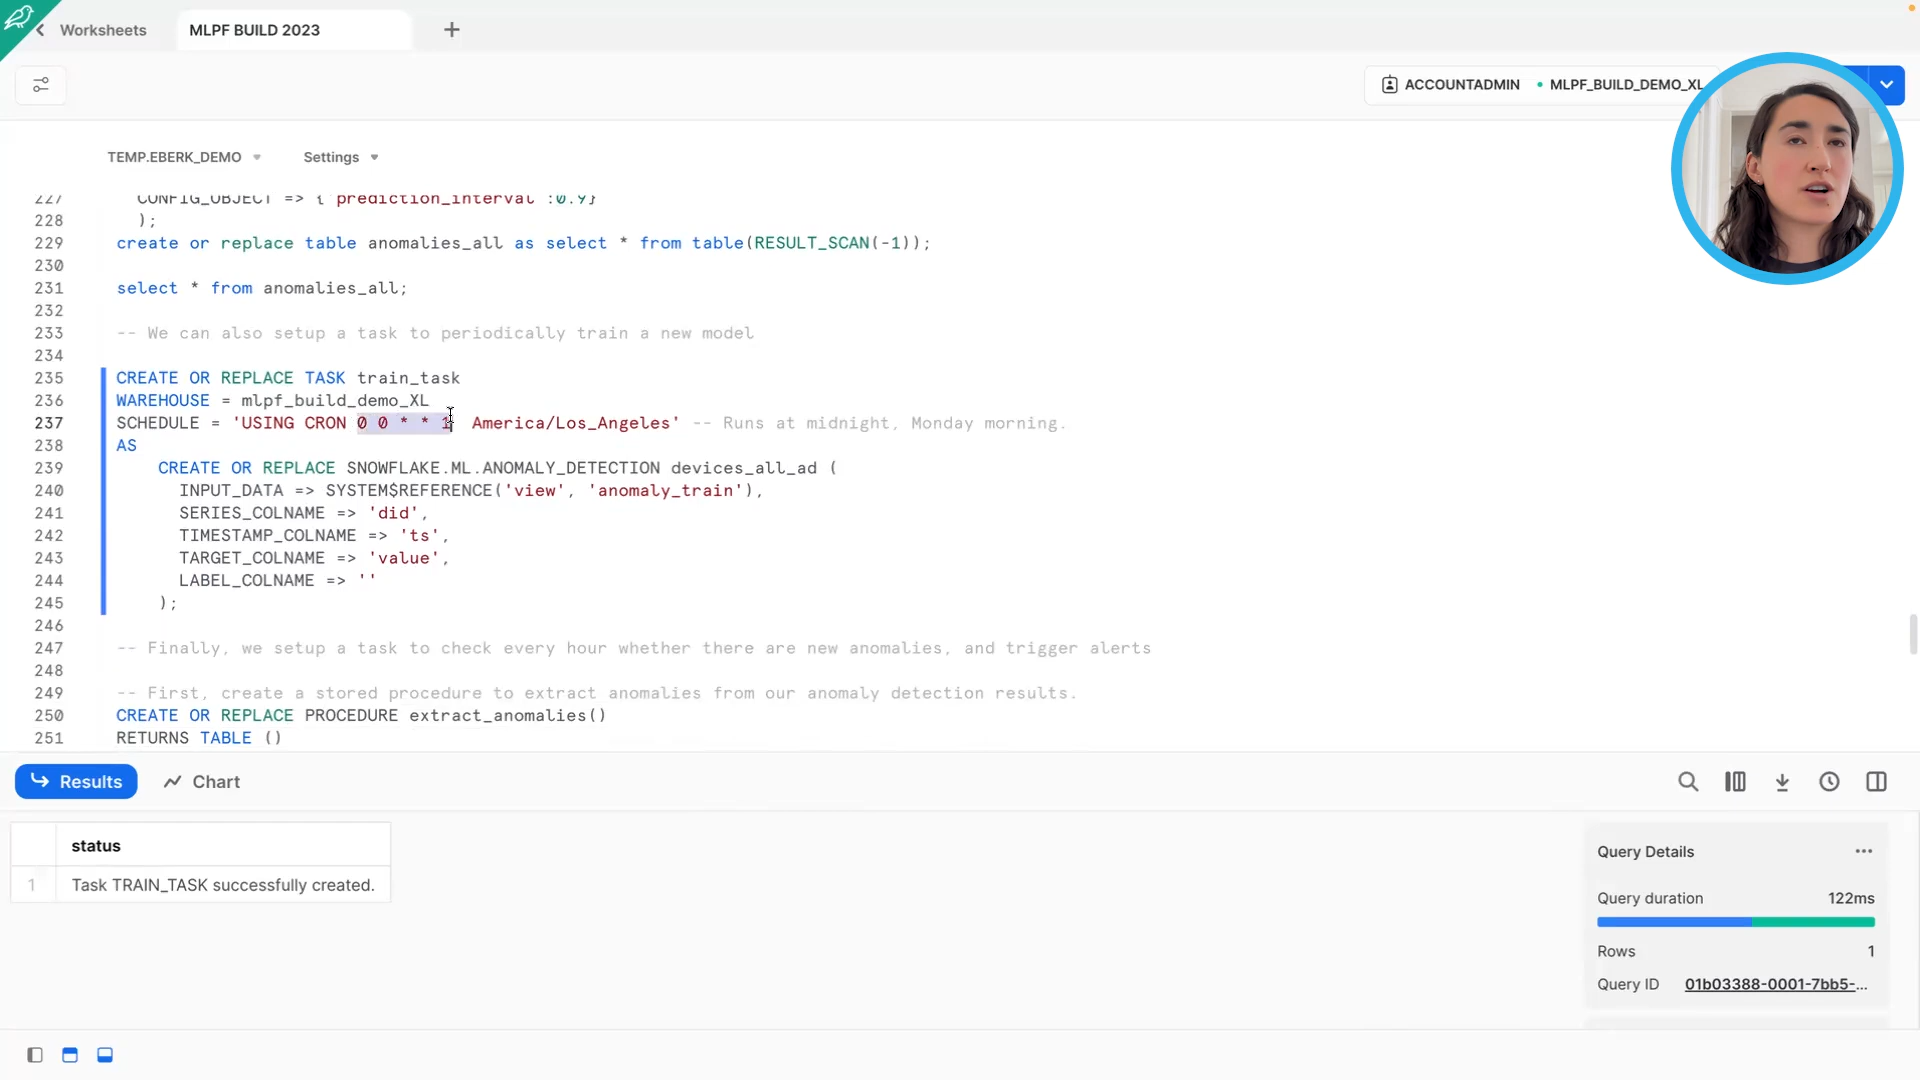 Worksheets
MLPF BUILD 2023
ACCOUNTADMIN
MLPF_BUILD_DEMO_XL
TEMP.EBERK_DEMO
Settings
227 CONFIG_OBJECT => {'prediction_interval':0.9}
228 );
229 create or replace table anomalies_all as select * from table(RESULT_SCAN(-1));
230
231 select * from anomalies_all;
232
233 -- We can also setup a task to periodically train a new model
234
235 CREATE OR REPLACE TASK train_task
236 WAREHOUSE = mlpf_build_demo_XL
237 SCHEDULE = 'USING CRON 0 0 * * 1 America/Los_Angeles' -- Runs at midnight, Monday morning.
238 AS
239 CREATE OR REPLACE SNOWFLAKE.ML.ANOMALY_DETECTION devices_all_ad (
240 INPUT_DATA => SYSTEM$REFERENCE('view', 'anomaly_train'),
241 SERIES_COLNAME => 'did',
242 TIMESTAMP_COLNAME => 'ts',
243 TARGET_COLNAME => 'value',
244 LABEL_COLNAME => ''
245 );
246
247 -- Finally, we setup a task to check every hour whether there are new anomalies, and trigger alerts
248
249 -- First, create a stored procedure to extract anomalies from our anomaly detection results.
250 CREATE OR REPLACE PROCEDURE extract_anomalies()
251 RETURNS TABLE ()
Results
Chart
status
1 Task TRAIN_TASK successfully created.
Query Details
Query duration 122ms
Rows 1
Query ID 01b03388-0001-7bb5-...